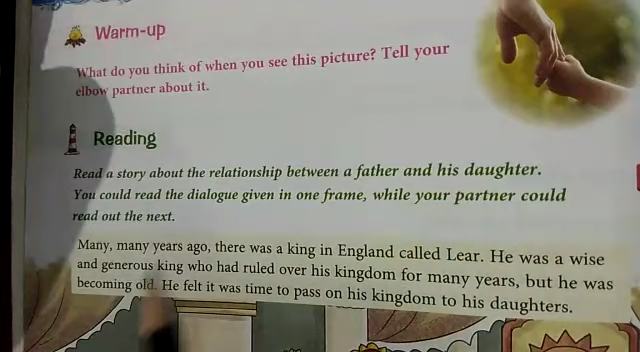 Warm-up
What do you think of when you see this picture? Tell your
elbow partner about it.
Reading
Read a story about the relationship between a father and his daughter.
You could read the dialogue given in one frame, while your partner could
read out the next.
Many, many years ago, there was a king in England called Lear. He was a wise
and generous king who had ruled over his kingdom for many years, but he was
becoming old. He felt it was time to pass on his kingdom to his daughters.